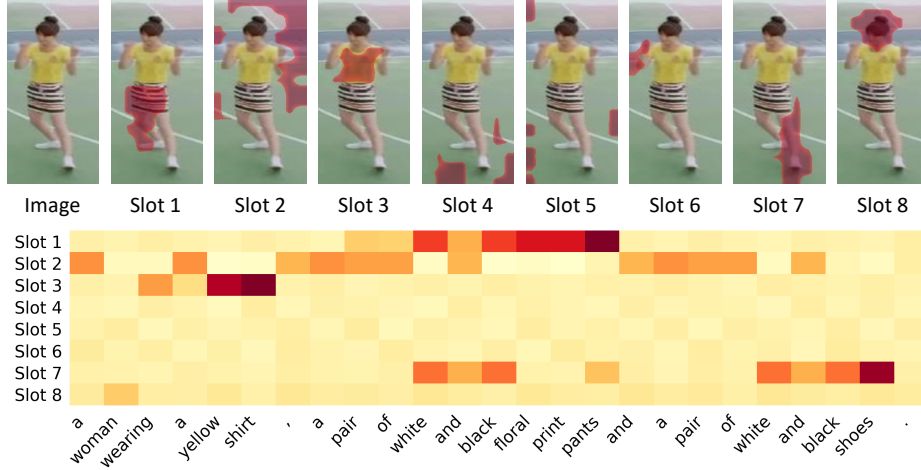 Image Slot 1 Slot 2 Slot 3 Slot 4 Slot 5 Slot 6 Slot 7 Slot 8
Slot 1
Slot 2
Slot 3
Slot 4
Slot 5
Slot 6
Slot 7
Slot 8
a woman wearing a yellow shirt , a pair of white and black floral print pants and a pair of white and black shoes .